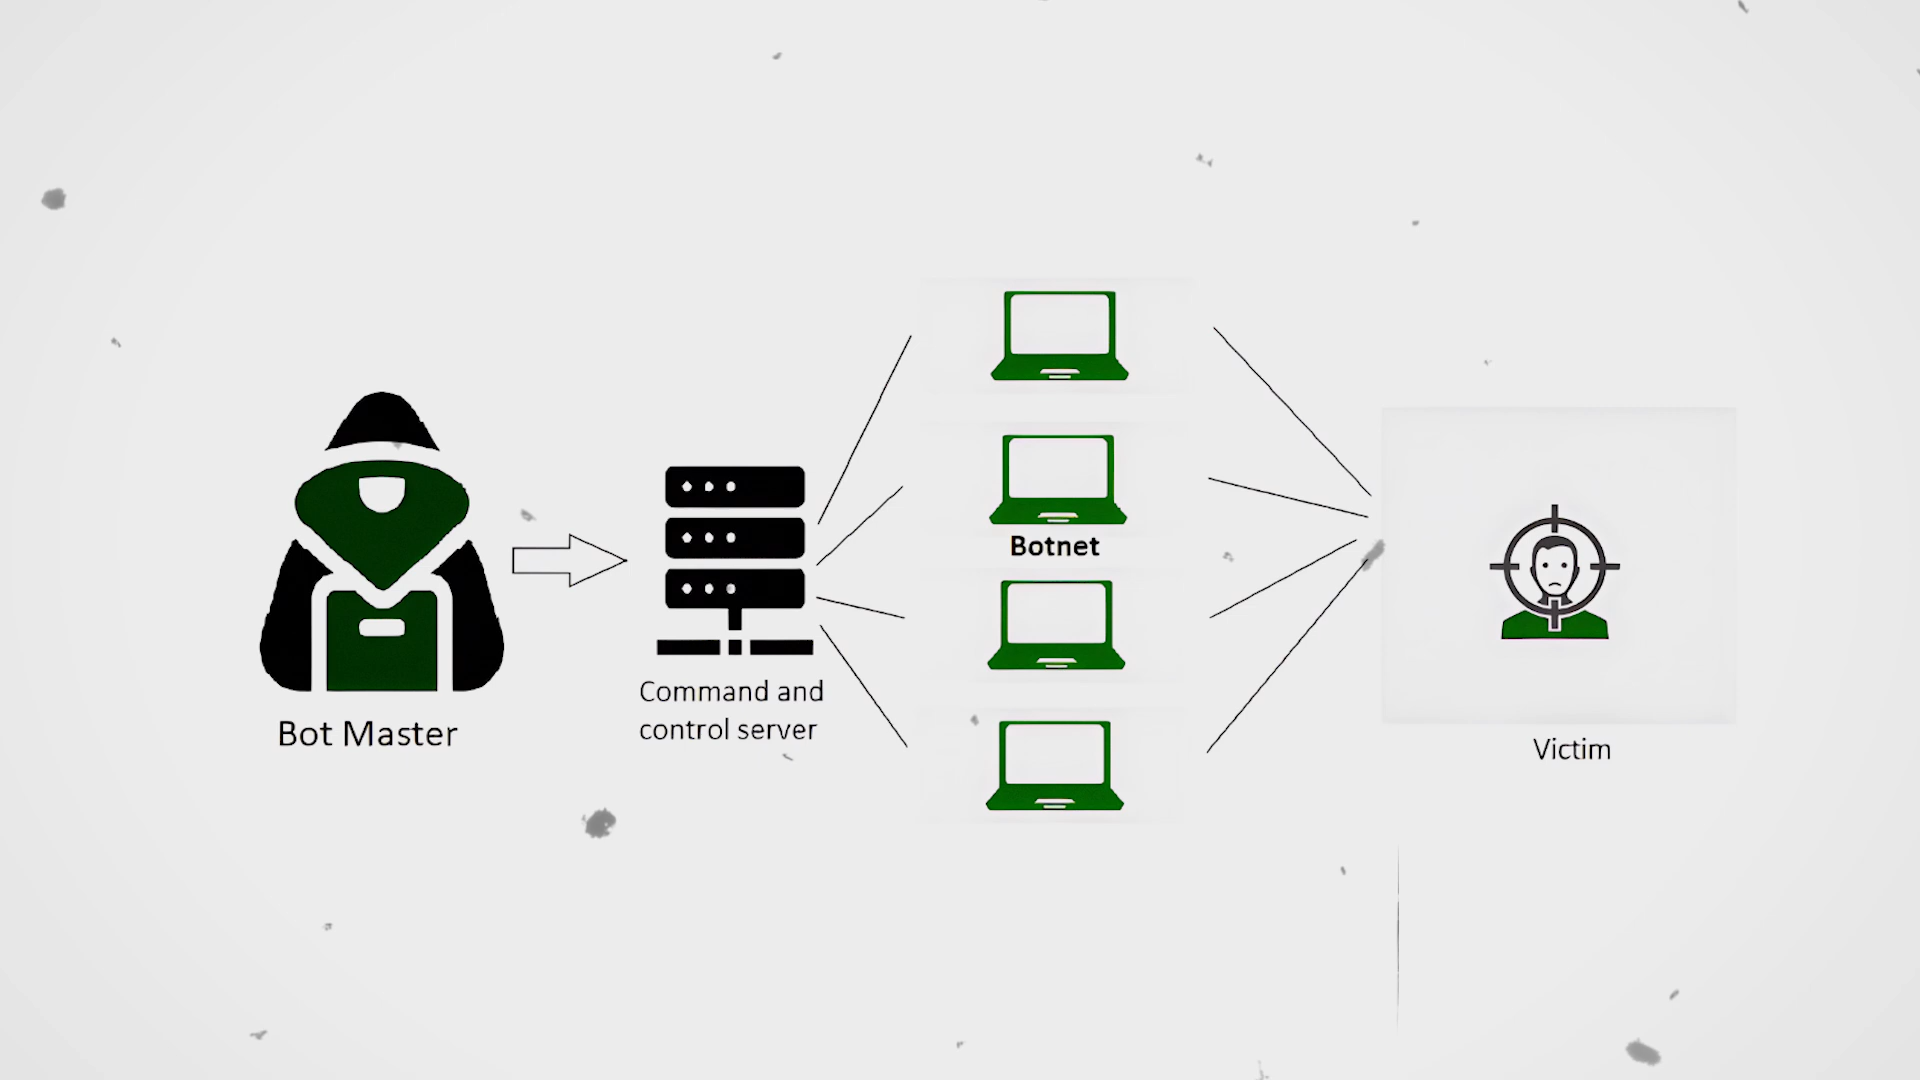 Bot Master
Command and
control server
Botnet
Victim